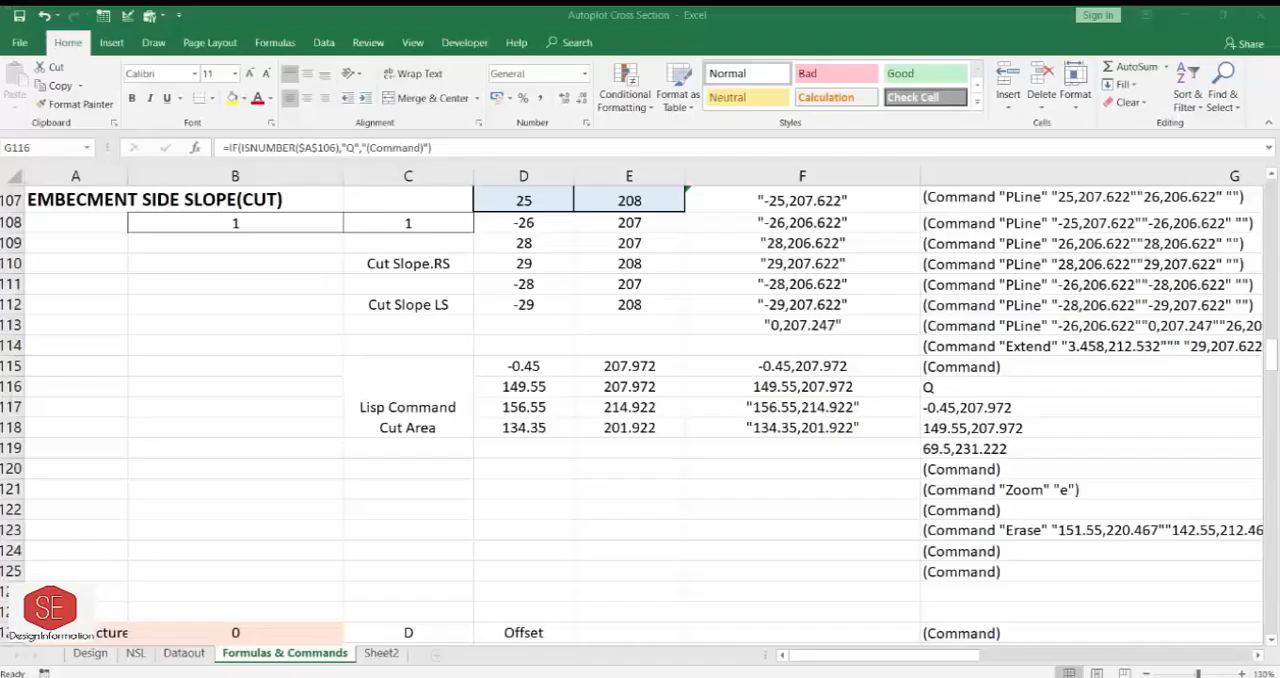 Autoplot Cross Section - Excel
Sign in
File Home Insert Draw Page Layout Formulas Data Review View Developer Help Search Share
Paste
Cut
Copy
Format Painter
Clipboard
Calibri 11
B I U
Font
Wrap Text
Merge & Center
Alignment
General
Number
Conditional Formatting
Format as Table
Normal Bad Good
Neutral Calculation Check Cell
Styles
Insert Delete Format
Cells
AutoSum
Fill
Clear
Sort & Filter
Find & Select
Editing
G116 fx =IF(ISNUMBER($A$106),"Q","(Command)")
A B C D E F G
107 EMBECMENT SIDE SLOPE(CUT) 25 208 "-25,207.622" (Command "PLine" "25,207.622""26,206.622" "")
108 1 1 -26 207 "-26,206.622" (Command "PLine" "-25,207.622""-26,206.622" "")
109 28 207 "28,206.622" (Command "PLine" "26,206.622""28,206.622" "")
110 Cut Slope.RS 29 208 "29,207.622" (Command "PLine" "28,206.622""29,207.622" "")
111 -28 207 "-28,206.622" (Command "PLine" "-26,206.622""-28,206.622" "")
112 Cut Slope LS -29 208 "-29,207.622" (Command "PLine" "-28,206.622""-29,207.622" "")
113 "0,207.247" (Command "PLine" "-26,206.622""0,207.247""26,20
114 (Command "Extend" "3.458,212.532""" "29,207.622
115 -0.45 207.972 -0.45,207.972 (Command)
116 149.55 207.972 149.55,207.972 Q
117 Lisp Command 156.55 214.922 "156.55,214.922" -0.45,207.972
118 Cut Area 134.35 201.922 "134.35,201.922" 149.55,207.972
119 69.5,231.222
120 (Command)
121 (Command "Zoom" "e")
122 (Command)
123 (Command "Erase" "151.55,220.467""142.55,212.46
124 (Command)
125 (Command)
SE
DesignInformation
cture 0 D Offset (Command)
Design NSL Dataout Formulas & Commands Sheet2
Ready 130%